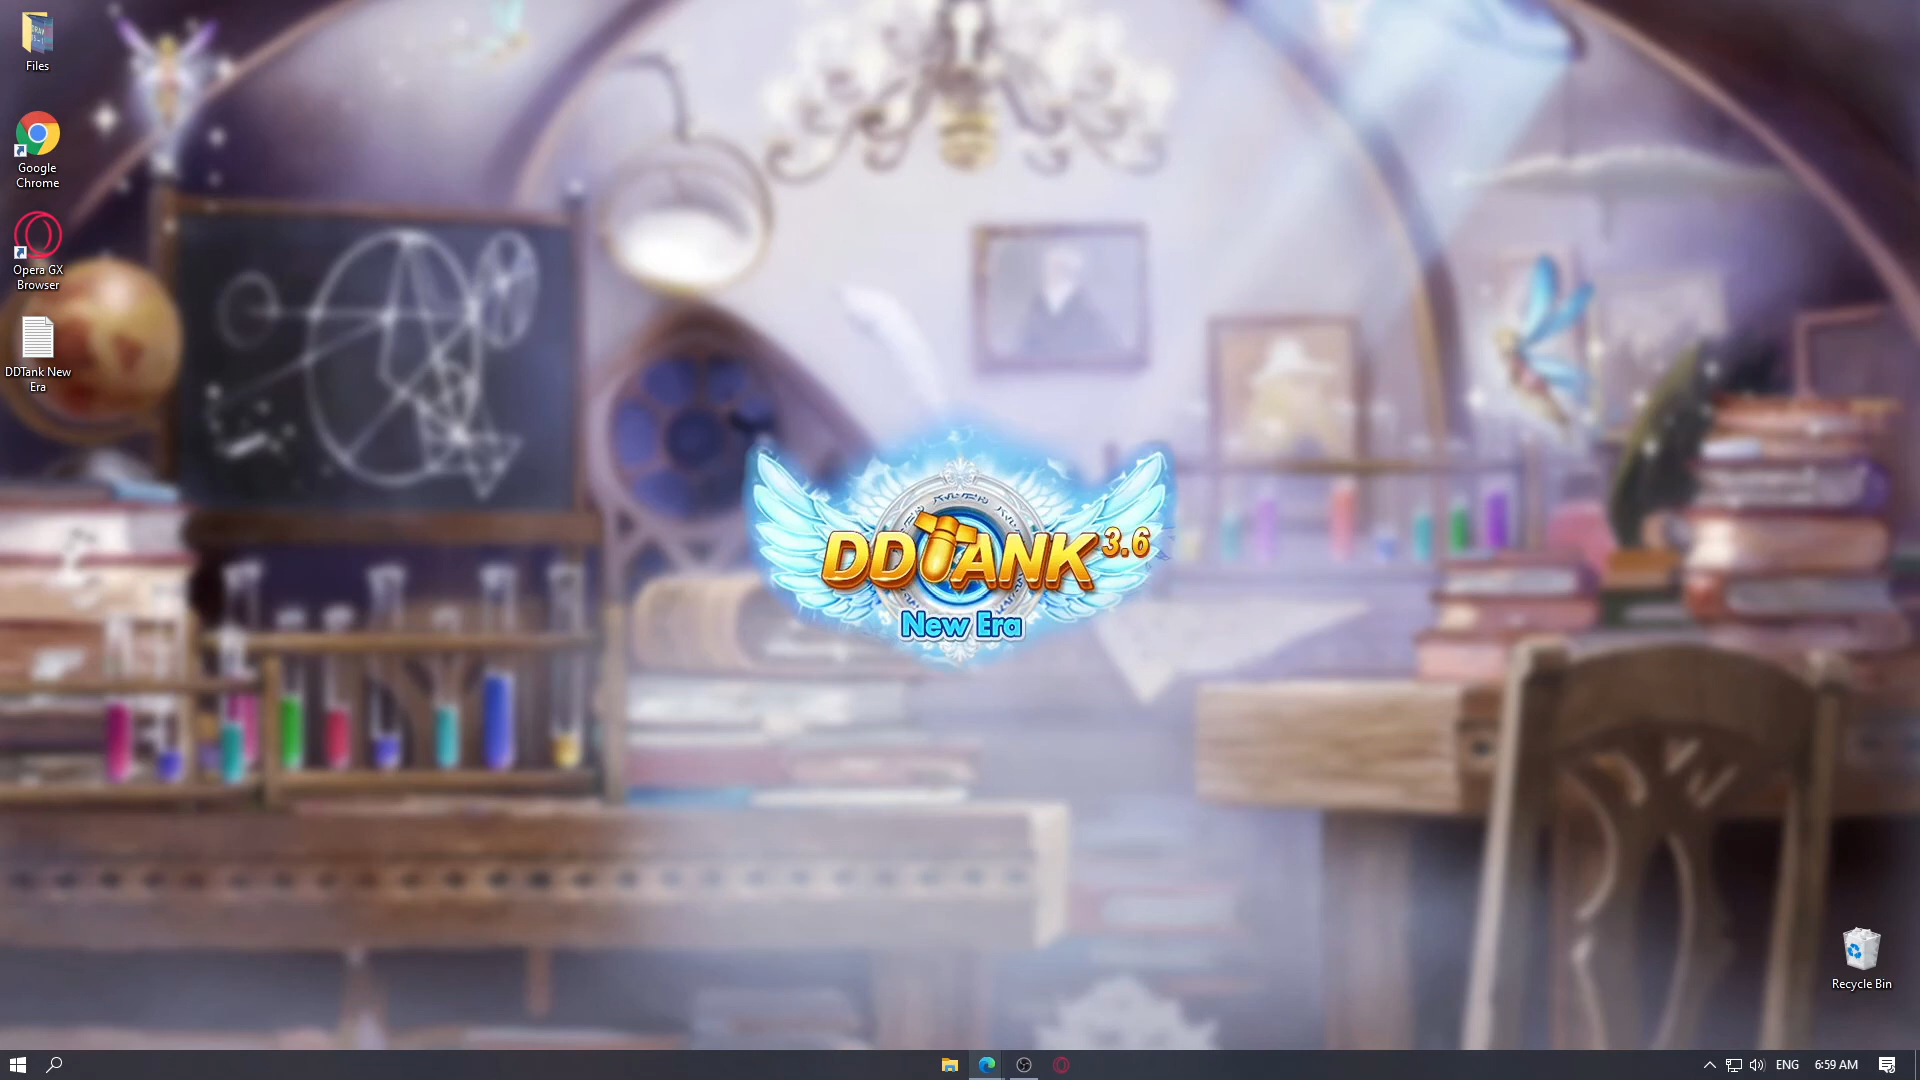 Files
Google
Chrome
Opera GX
Browser
DDTank New
Era
DDTANK 3.6
New Era
Recycle Bin
ENG
6:59 AM